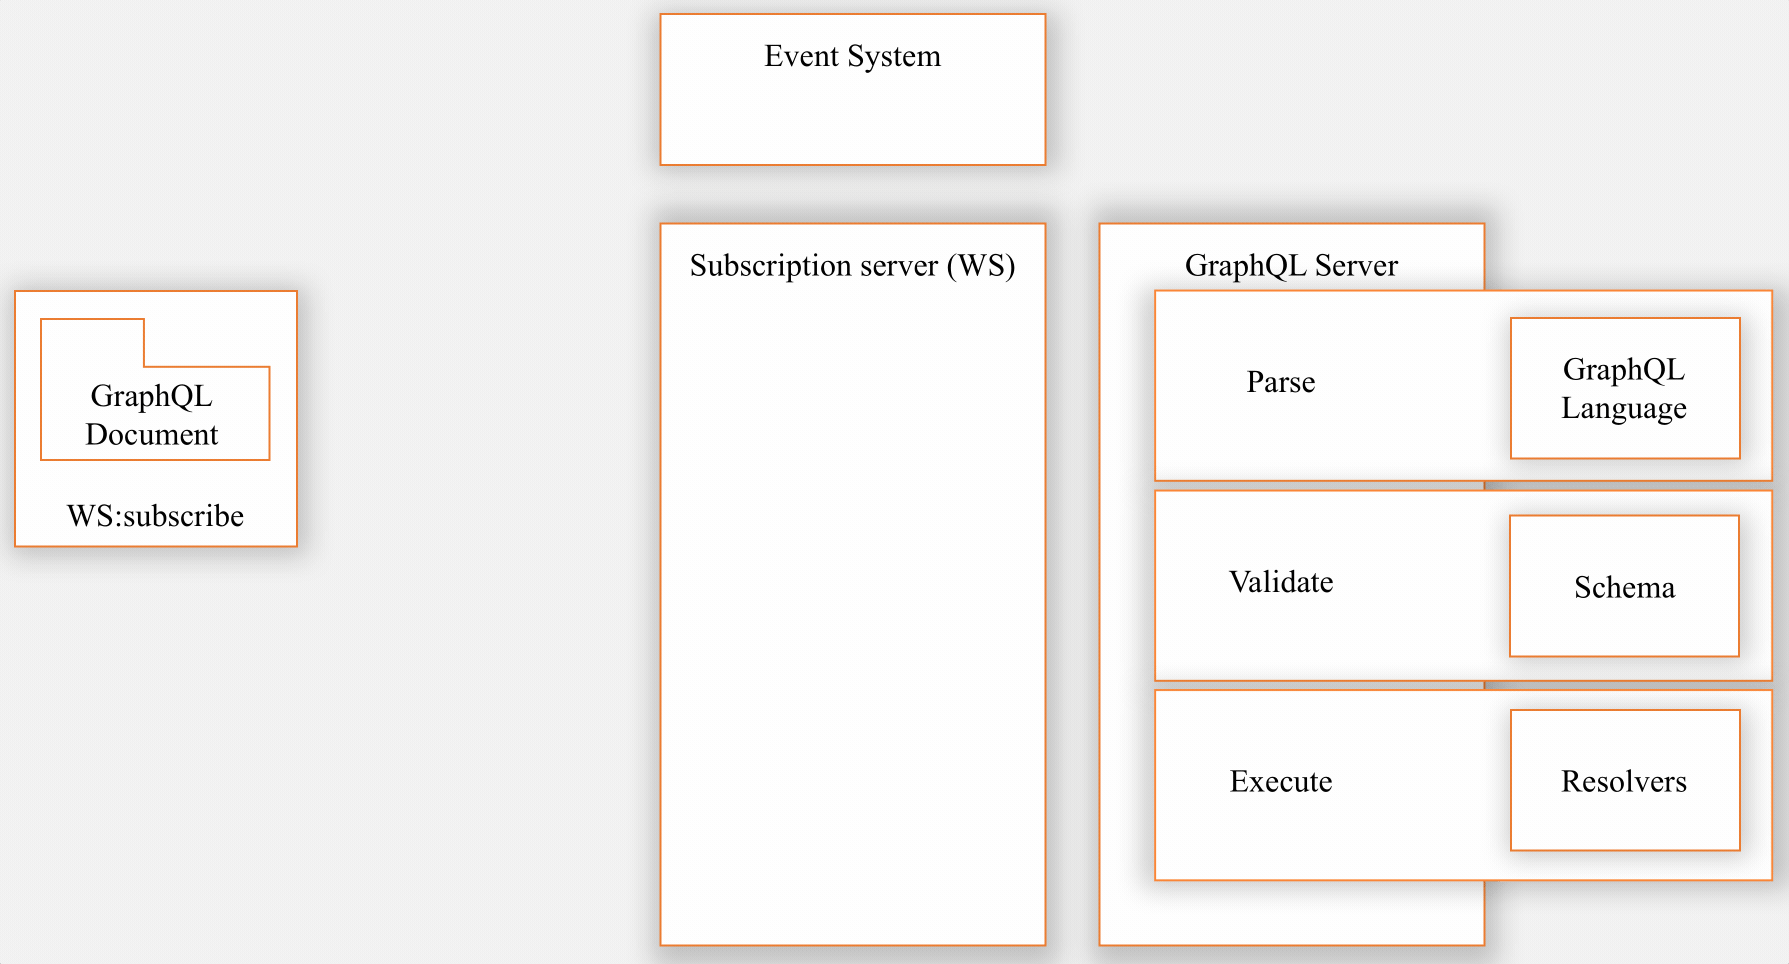 Event System
Subscription server (WS)
GraphQL Server
GraphQL
Document
WS:subscribe
Parse
GraphQL
Language
Validate
Schema
Execute
Resolvers